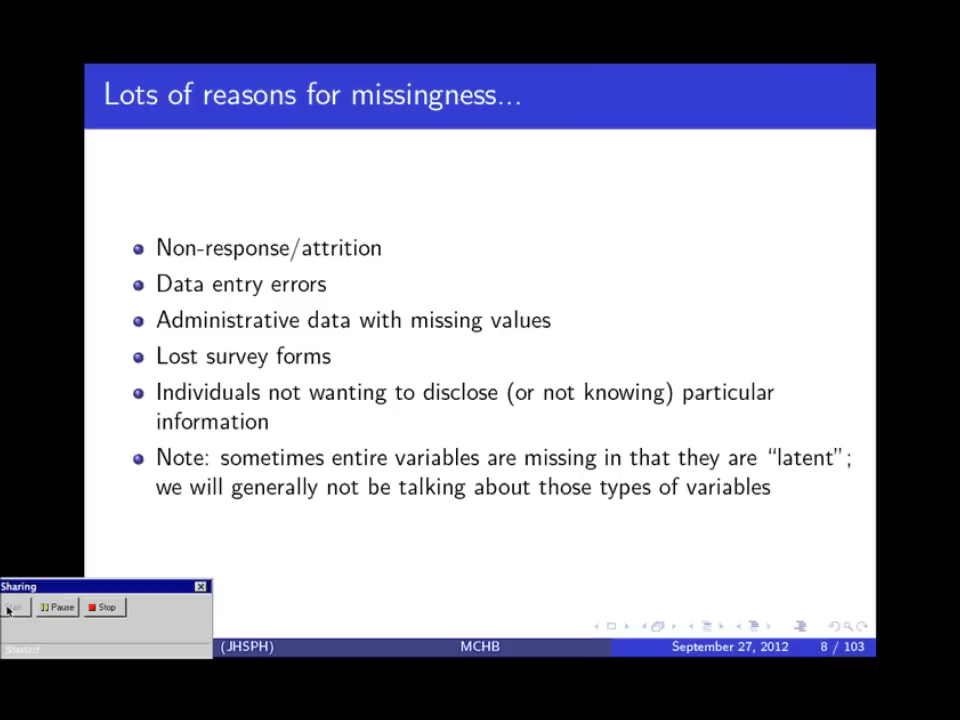 Lots of reasons for missingness...
Non-response/attrition
Data entry errors
Administrative data with missing values
Lost survey forms
Individuals not wanting to disclose (or not knowing) particular
information
Note: sometimes entire variables are missing in that they are “latent”;
we will generally not be talking about those types of variables
Sharing
Pause Stop
Started
(JHSPH) MCHB September 27, 2012 8 / 103